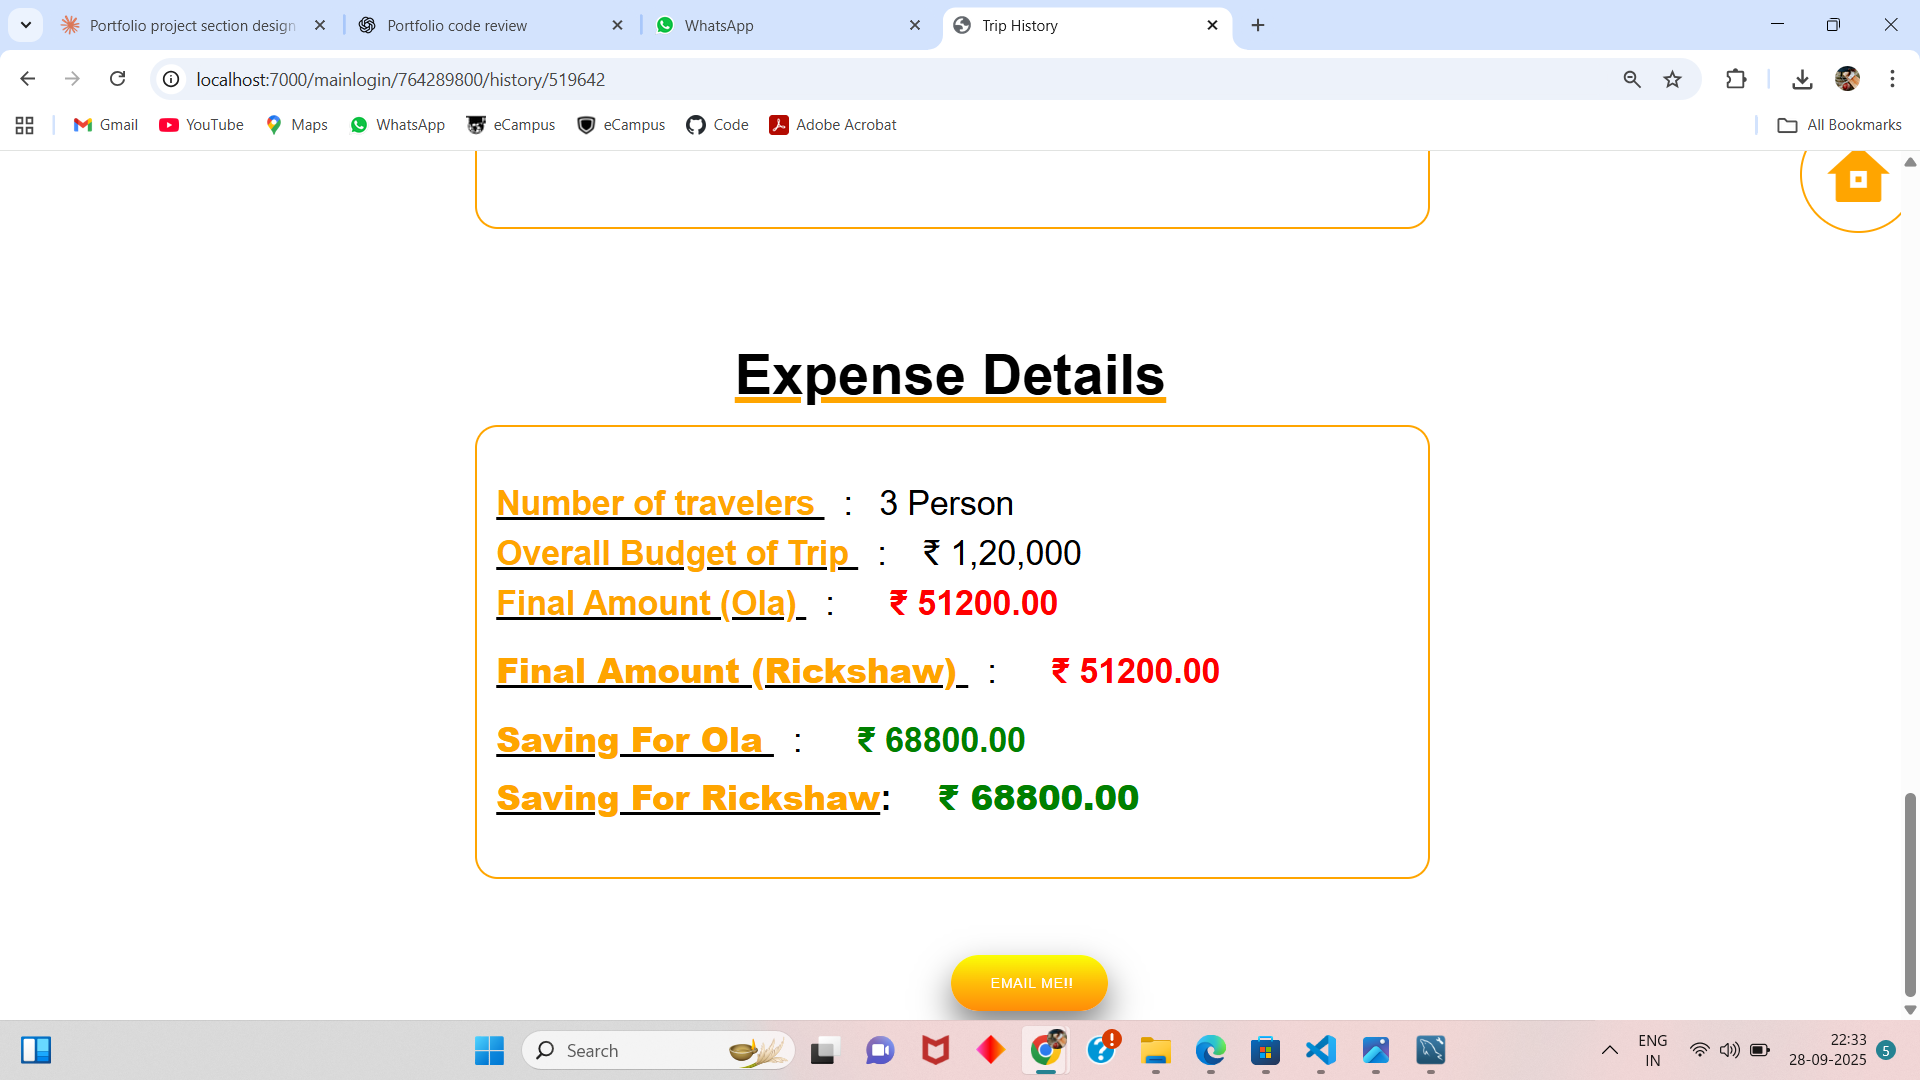 Portfolio project section design
Portfolio code review
WhatsApp
Trip History
localhost:7000/mainlogin/764289800/history/519642
Gmail
YouTube
Maps
WhatsApp
eCampus
eCampus
Code
Adobe Acrobat
All Bookmarks
Expense Details
Number of travelers : 3 Person
Overall Budget of Trip : ₹ 1,20,000
Final Amount (Ola) : ₹ 51200.00
Final Amount (Rickshaw) : ₹ 51200.00
Saving For Ola : ₹ 68800.00
Saving For Rickshaw: ₹ 68800.00
EMAIL ME!!
Search
ENG
IN
22:33
28-09-2025
5